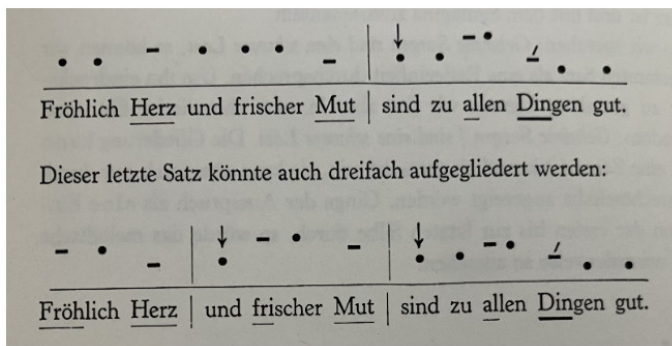 Fröhlich Herz und frischer Mut | sind zu allen Dingen gut.
Dieser letzte Satz könnte auch dreifach aufgegliedert werden:
Fröhlich Herz | und frischer Mut | sind zu allen Dingen gut.